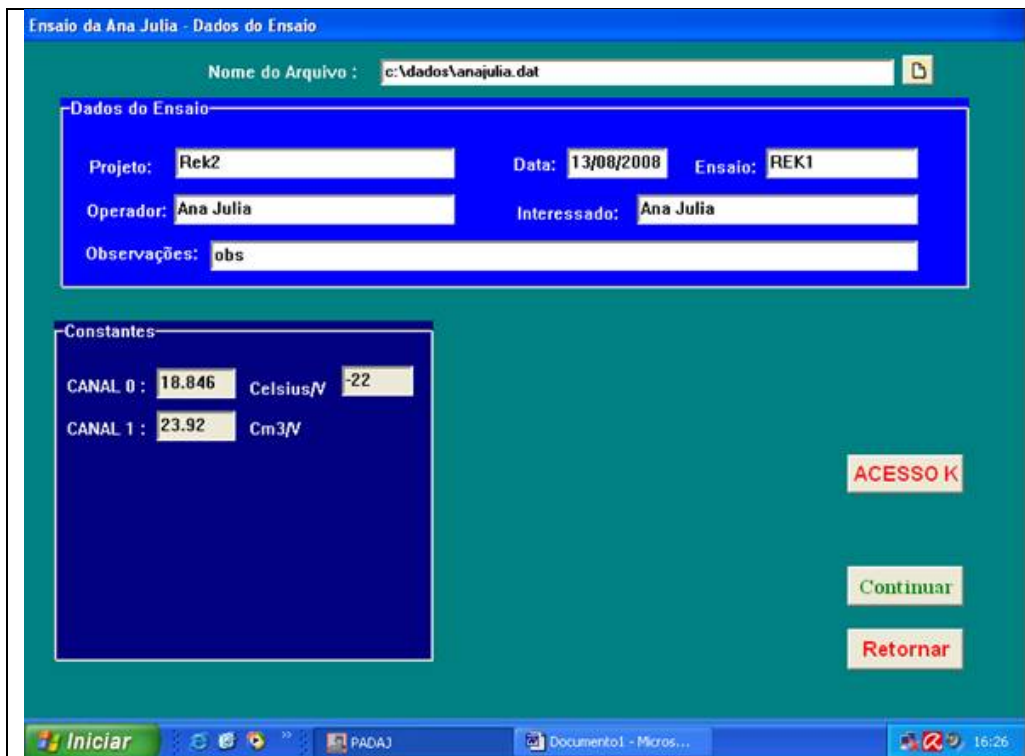 Ensaio da Ana Julia - Dados do Ensaio
Nome do Arquivo : c:\dados\anajulia.dat
Dados do Ensaio
Projeto: Rek2 Data: 13/08/2008 Ensaio: REK1
Operador: Ana Julia Interessado: Ana Julia
Observações: obs
Constantes
CANAL 0 : 18.846 Celsius/V -22
CANAL 1 : 23.92 Cm3/V
ACESSO K
Continuar
Retornar
Iniciar » PADAJ Documento1 - Micros... 16:26